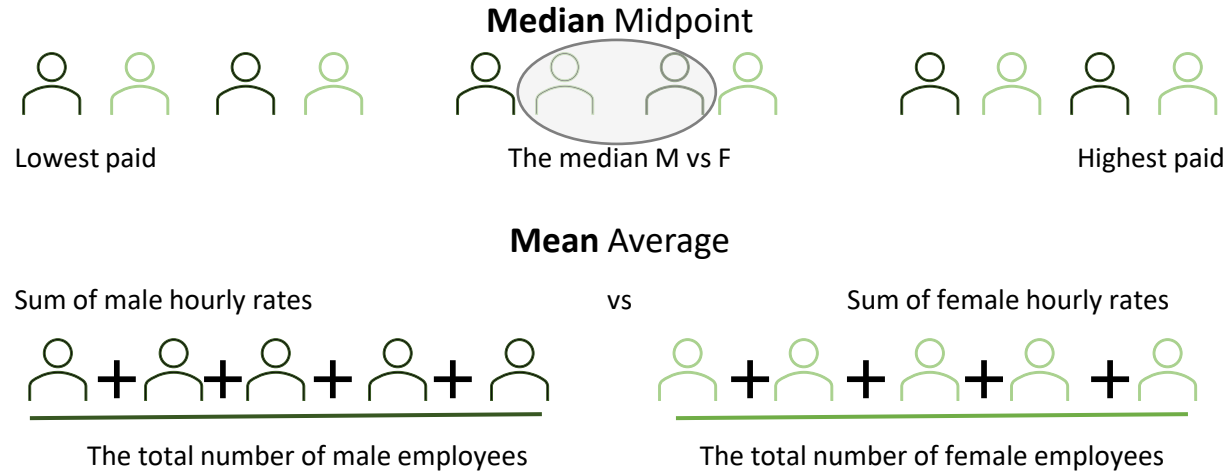 Median Midpoint
Lowest paid
The median M vs F
Highest paid
Mean Average
Sum of male hourly rates
vs
Sum of female hourly rates
The total number of male employees
The total number of female employees